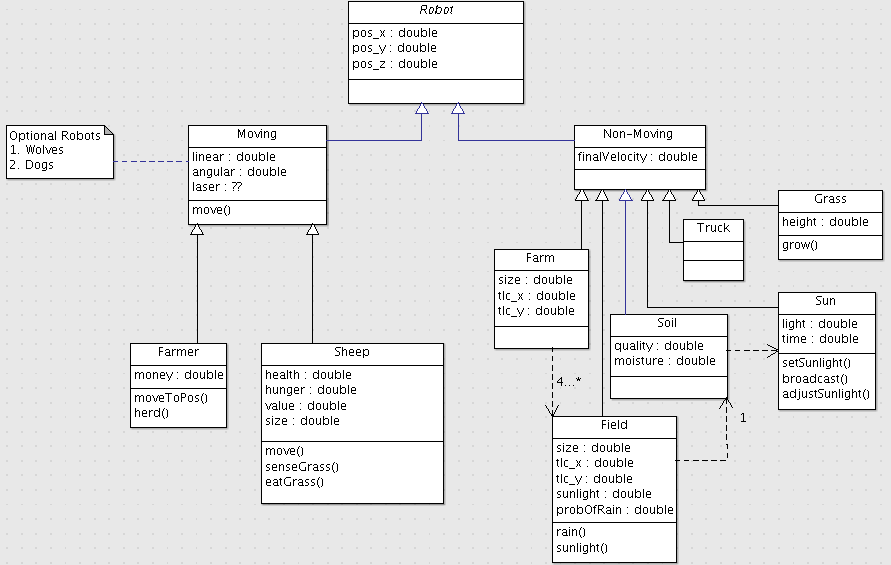 Robot
pos_x : double
pos_y : double
pos_z : double
Optional Robots
1. Wolves
2. Dogs
Moving
linear : double
angular : double
laser : ??
move()
Non-Moving
finalVelocity : double
Grass
height : double
grow()
Truck
Farm
size : double
tlc_x : double
tlc_y : double
Sun
light : double
time : double
setSunlight()
broadcast()
adjustSunlight()
Soil
quality : double
moisture : double
Farmer
money : double
moveToPos()
herd()
Sheep
health : double
hunger : double
value : double
size : double
move()
senseGrass()
eatGrass()
4...*
1
Field
size : double
tlc_x : double
tlc_y : double
sunlight : double
probOfRain : double
rain()
sunlight()